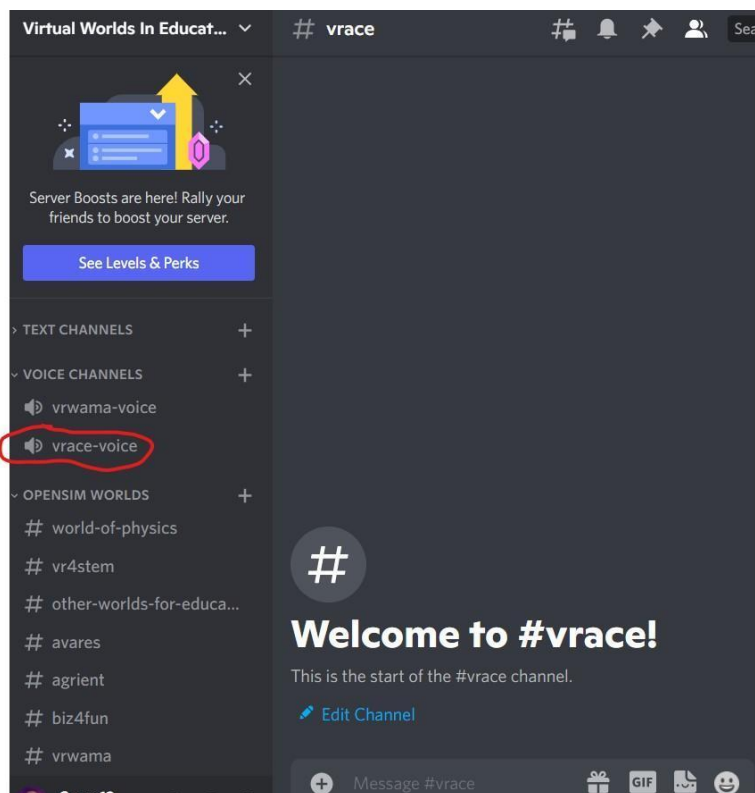 Virtual Worlds In Educat...
# vrace
Sea
Server Boosts are here! Rally your
friends to boost your server.
See Levels & Perks
TEXT CHANNELS
VOICE CHANNELS
vrwama-voice
vrace-voice
OPENSIM WORLDS
# world-of-physics
# vr4stem
# other-worlds-for-educa...
# avares
# agrient
# biz4fun
# vrwama
#
Welcome to #vrace!
This is the start of the #vrace channel.
Edit Channel
Message #vrace
GIF